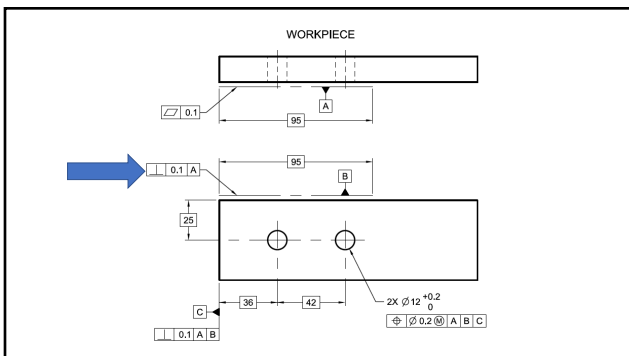 WORKPIECE
⏥ 0.1
A
95
95
⟂ 0.1 A
B
25
36
42
2X Ø12 +0.2
0
C
⌖ Ø 0.2 Ⓜ A B C
⟂ 0.1 A B